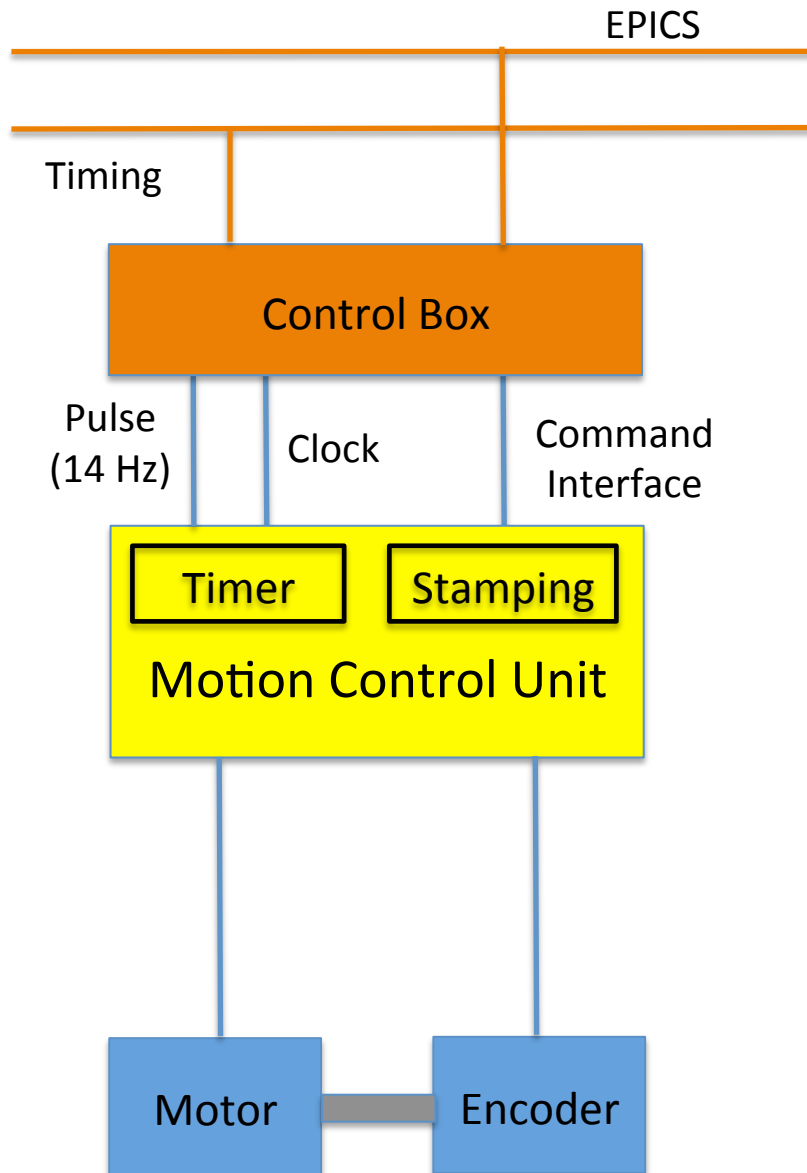 EPICS
Timing
Control Box
Pulse
(14 Hz)
Clock
Command
Interface
Timer
Stamping
Motion Control Unit
Motor
Encoder